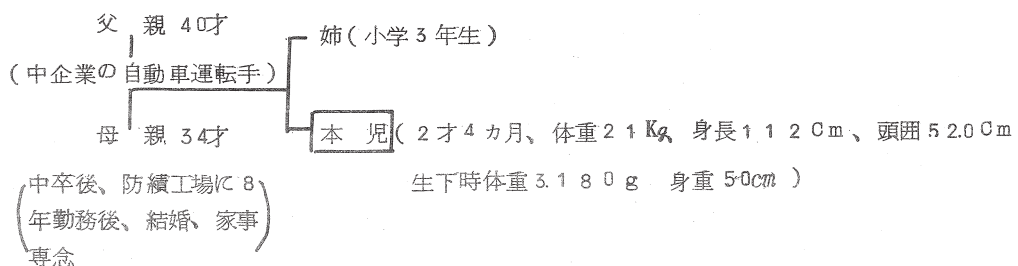 父 親 40才
姉(小学3年生)
(中企業の自動車運転手)
母 親 34才
本 児(2才4カ月、体重21Kg、身長112Cm、頭囲52.0Cm
生下時体重3.180g 身重50cm)
(中卒後、防績工場に8
年勤務後、結婚、家事
専念